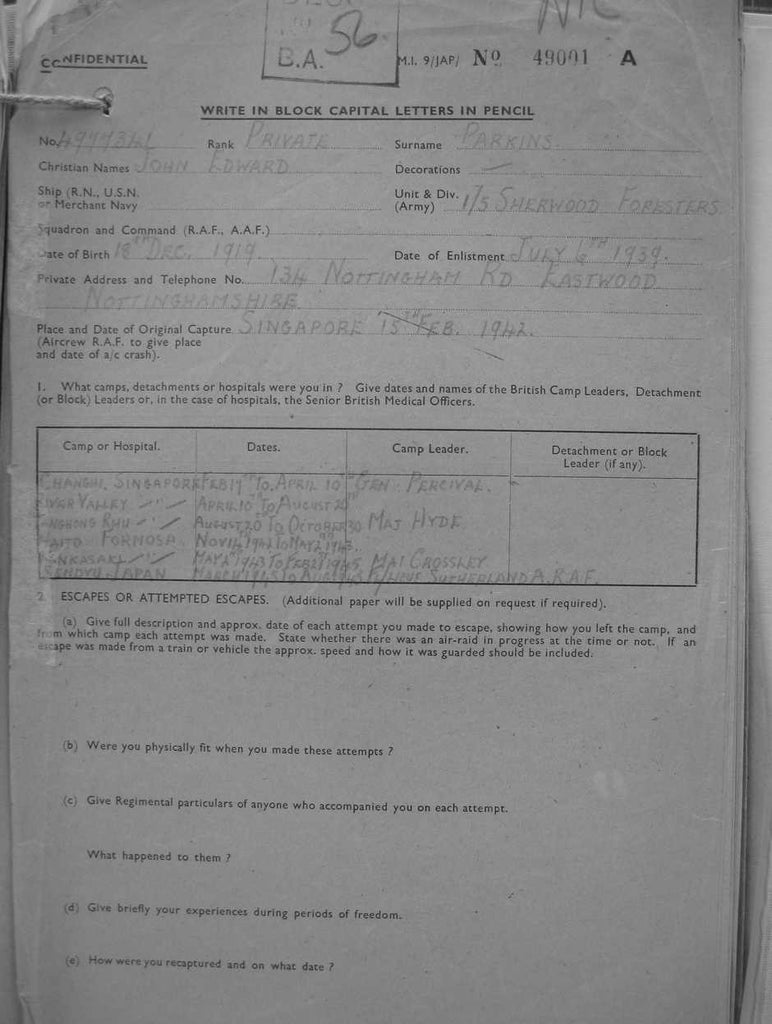 56
B.A.
CONFIDENTIAL
M.I. 9/JAP/ Nº 49001 A
WRITE IN BLOCK CAPITAL LETTERS IN PENCIL
No. Rank PRIVATE Surname PARKINS
Christian Names JOHN EDWARD Decorations —
Ship (R.N., U.S.N. Unit & Div.
or Merchant Navy (Army) 1/5 SHERWOOD FORESTERS
Squadron and Command (R.A.F., A.A.F.)
Date of Birth 18TH DEC. 1919 Date of Enlistment JULY 1939.
Private Address and Telephone No. 134 NOTTINGHAM RD EASTWOOD
NOTTINGHAMSHIRE
Place and Date of Original Capture SINGAPORE 15TH FEB. 1942.
(Aircrew R.A.F. to give place
and date of a/c crash).
1. What camps, detachments or hospitals were you in ? Give dates and names of the British Camp Leaders, Detachment
(or Block) Leaders or, in the case of hospitals, the Senior British Medical Officers.
Camp or Hospital. Dates. Camp Leader. Detachment or Block
Leader (if any).
CHANGHI, SINGAPORE FEB 17TH TO APRIL 10TH GEN. PERCIVAL.
RIVER VALLEY " " APRIL 10TH TO AUGUST
RHU " " AUGUST 20 TO OCTOBER 30 MAJ HYDE
HAITO FORMOSA
MAJ CROSSLEY
JAPAN SUTHERLAND A.R.A.F.
2. ESCAPES OR ATTEMPTED ESCAPES. (Additional paper will be supplied on request if required).
(a) Give full description and approx. date of each attempt you made to escape, showing how you left the camp, and
from which camp each attempt was made. State whether there was an air-raid in progress at the time or not. If an
escape was made from a train or vehicle the approx. speed and how it was guarded should be included.
(b) Were you physically fit when you made these attempts ?
(c) Give Regimental particulars of anyone who accompanied you on each attempt.
What happened to them ?
(d) Give briefly your experiences during periods of freedom.
(e) How were you recaptured and on what date ?